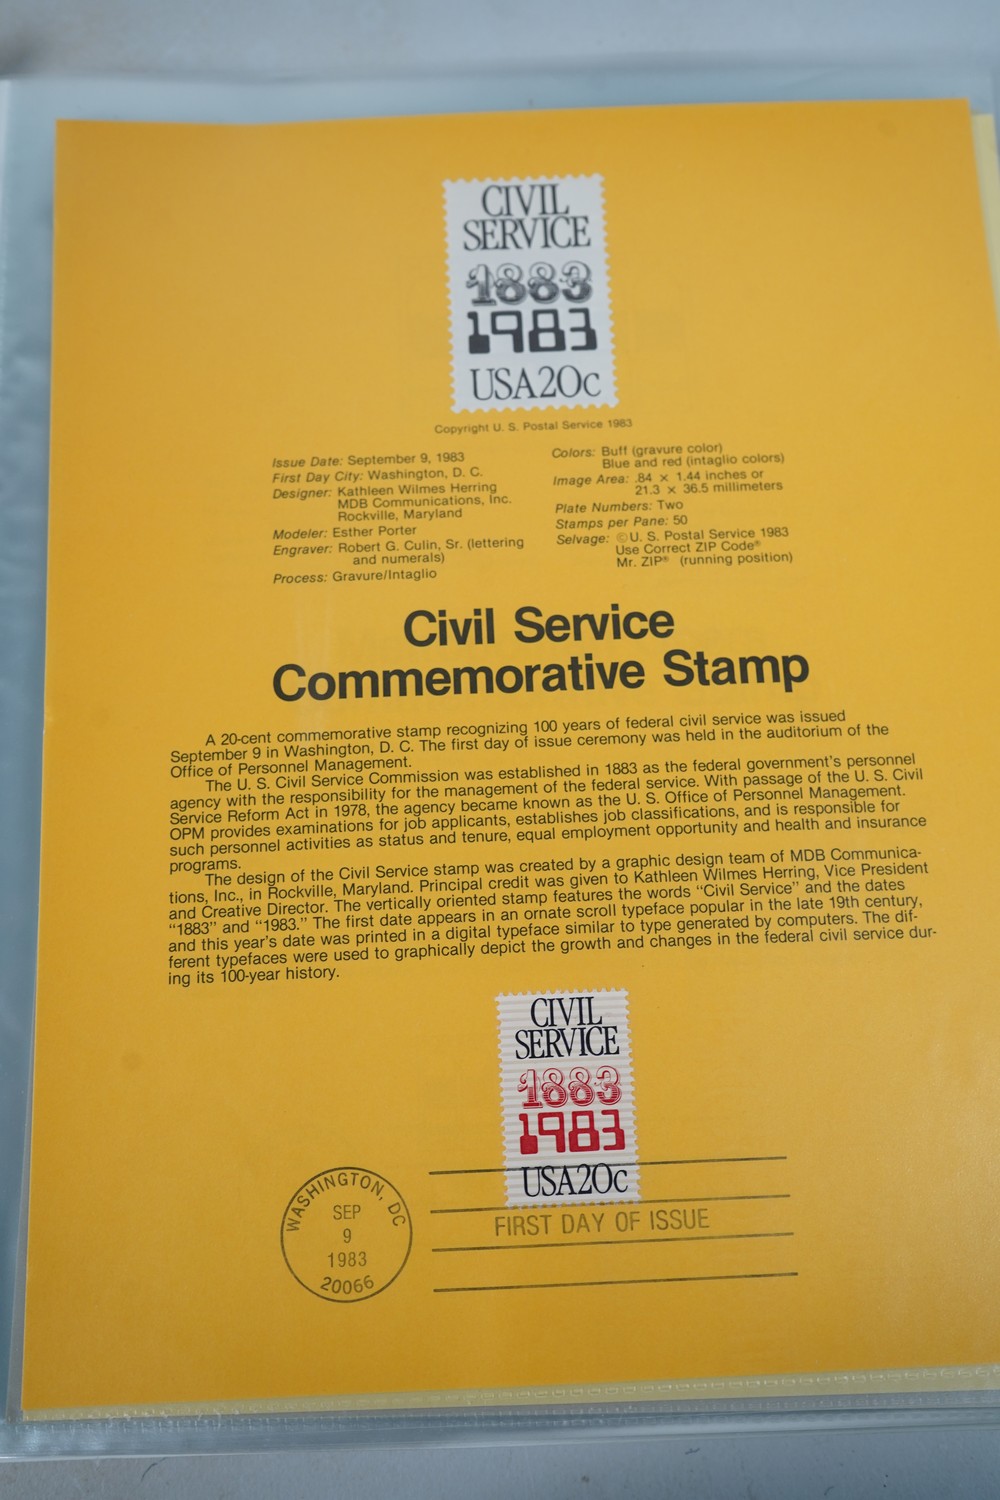 CIVIL
SERVICE
1883
1983
USA20c
Copyright U. S. Postal Service 1983
Issue Date: September 9, 1983
First Day City: Washington, D. C.
Designer: Kathleen Wilmes Herring
MDB Communications, Inc.
Rockville, Maryland
Modeler: Esther Porter
Engraver: Robert G. Culin, Sr. (lettering
and numerals)
Process: Gravure/Intaglio
Colors: Buff (gravure color)
Blue and red (intaglio colors)
Image Area: .84 × 1.44 inches or
21.3 × 36.5 millimeters
Plate Numbers: Two
Stamps per Pane: 50
Selvage: ©U. S. Postal Service 1983
Use Correct ZIP Code®
Mr. ZIP® (running position)
Civil Service
Commemorative Stamp
A 20-cent commemorative stamp recognizing 100 years of federal civil service was issued
September 9 in Washington, D. C. The first day of issue ceremony was held in the auditorium of the
Office of Personnel Management.
The U. S. Civil Service Commission was established in 1883 as the federal government's personnel
agency with the responsibility for the management of the federal service. With passage of the U. S. Civil
Service Reform Act in 1978, the agency became known as the U. S. Office of Personnel Management.
OPM provides examinations for job applicants, establishes job classifications, and is responsible for
such personnel activities as status and tenure, equal employment opportunity and health and insurance
programs.
The design of the Civil Service stamp was created by a graphic design team of MDB Communica-
tions, Inc., in Rockville, Maryland. Principal credit was given to Kathleen Wilmes Herring, Vice President
and Creative Director. The vertically oriented stamp features the words “Civil Service” and the dates
“1883” and “1983.” The first date appears in an ornate scroll typeface popular in the late 19th century,
and this year's date was printed in a digital typeface similar to type generated by computers. The dif-
ferent typefaces were used to graphically depict the growth and changes in the federal civil service dur-
ing its 100-year history.
CIVIL
SERVICE
1883
1983
USA20c
WASHINGTON, DC
SEP
9
1983
20066
FIRST DAY OF ISSUE